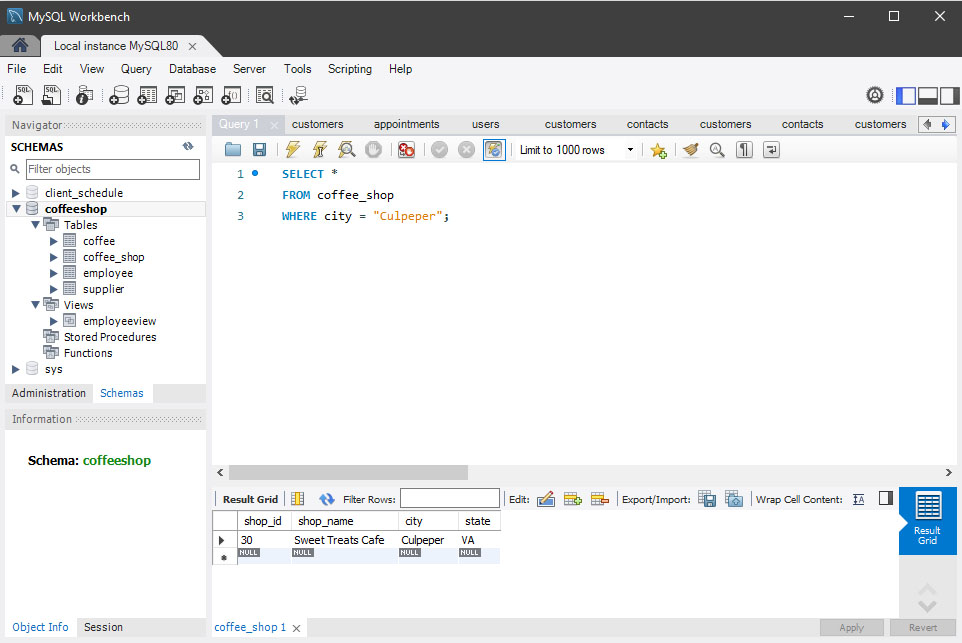 MySQL Workbench
Local instance MySQL80
File Edit View Query Database Server Tools Scripting Help
Navigator
SCHEMAS
Filter objects
client_schedule
coffeeshop
Tables
coffee
coffee_shop
employee
supplier
Views
employeeview
Stored Procedures
Functions
sys
Administration Schemas
Information
Schema: coffeeshop
Object Info Session
Query 1 customers appointments users customers contacts customers contacts customers
Limit to 1000 rows
1 SELECT *
2 FROM coffee_shop
3 WHERE city = "Culpeper";
Result Grid Filter Rows: Edit: Export/Import: Wrap Cell Content:
shop_id shop_name city state
30 Sweet Treats Cafe Culpeper VA
NULL NULL NULL NULL
Result
Grid
coffee_shop 1
Apply Revert